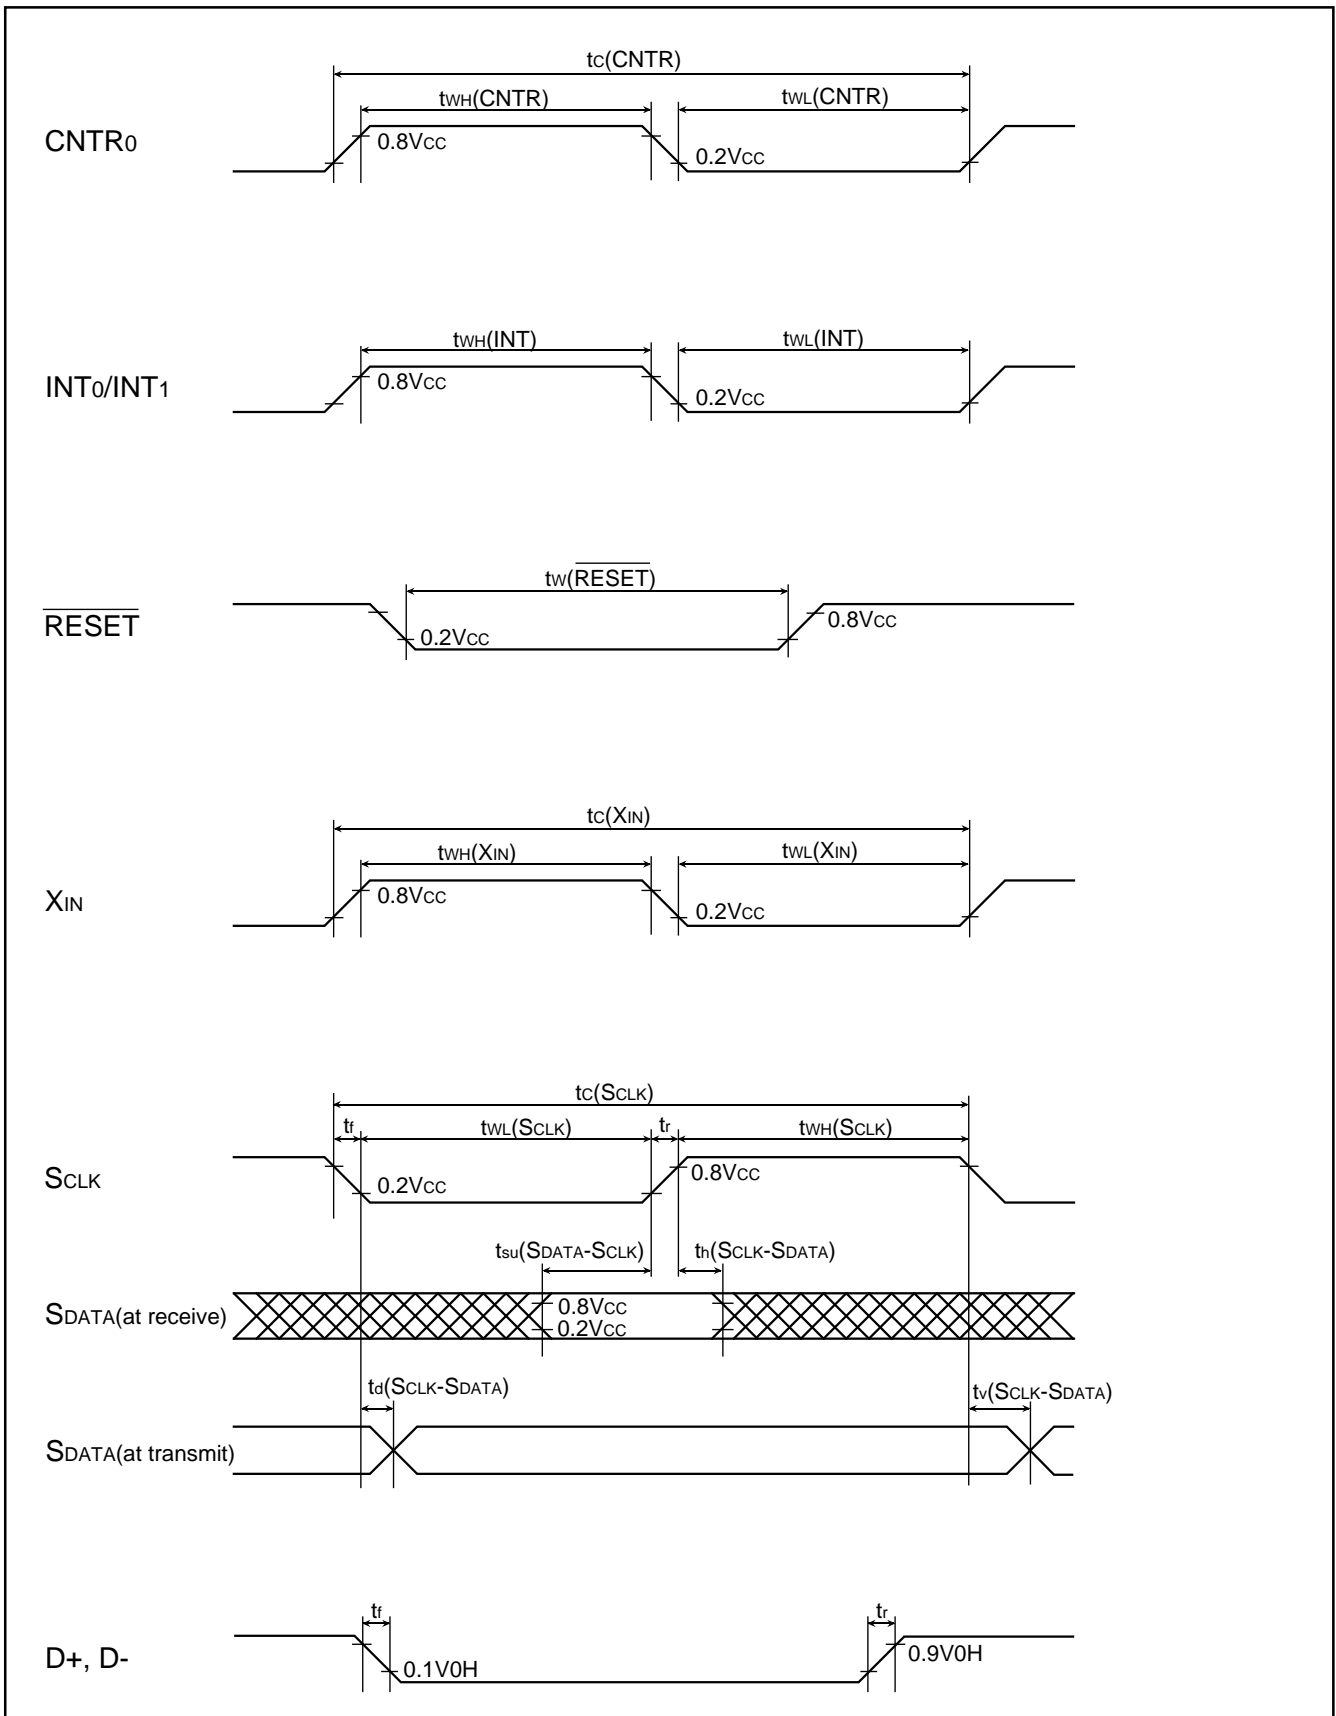 tC(CNTR)
tWH(CNTR)
tWL(CNTR)
CNTR0
0.8VCC
0.2VCC
tWH(INT)
tWL(INT)
INT0/INT1
0.8VCC
0.2VCC
tW(RESET)
RESET
0.2VCC
0.8VCC
tC(XIN)
tWH(XIN)
tWL(XIN)
XIN
0.8VCC
0.2VCC
tC(SCLK)
tf
tWL(SCLK)
tr
tWH(SCLK)
SCLK
0.2VCC
0.8VCC
tsu(SDATA-SCLK)
th(SCLK-SDATA)
SDATA(at receive)
0.8VCC
0.2VCC
td(SCLK-SDATA)
tv(SCLK-SDATA)
SDATA(at transmit)
tf
tr
D+, D-
0.1V0H
0.9V0H